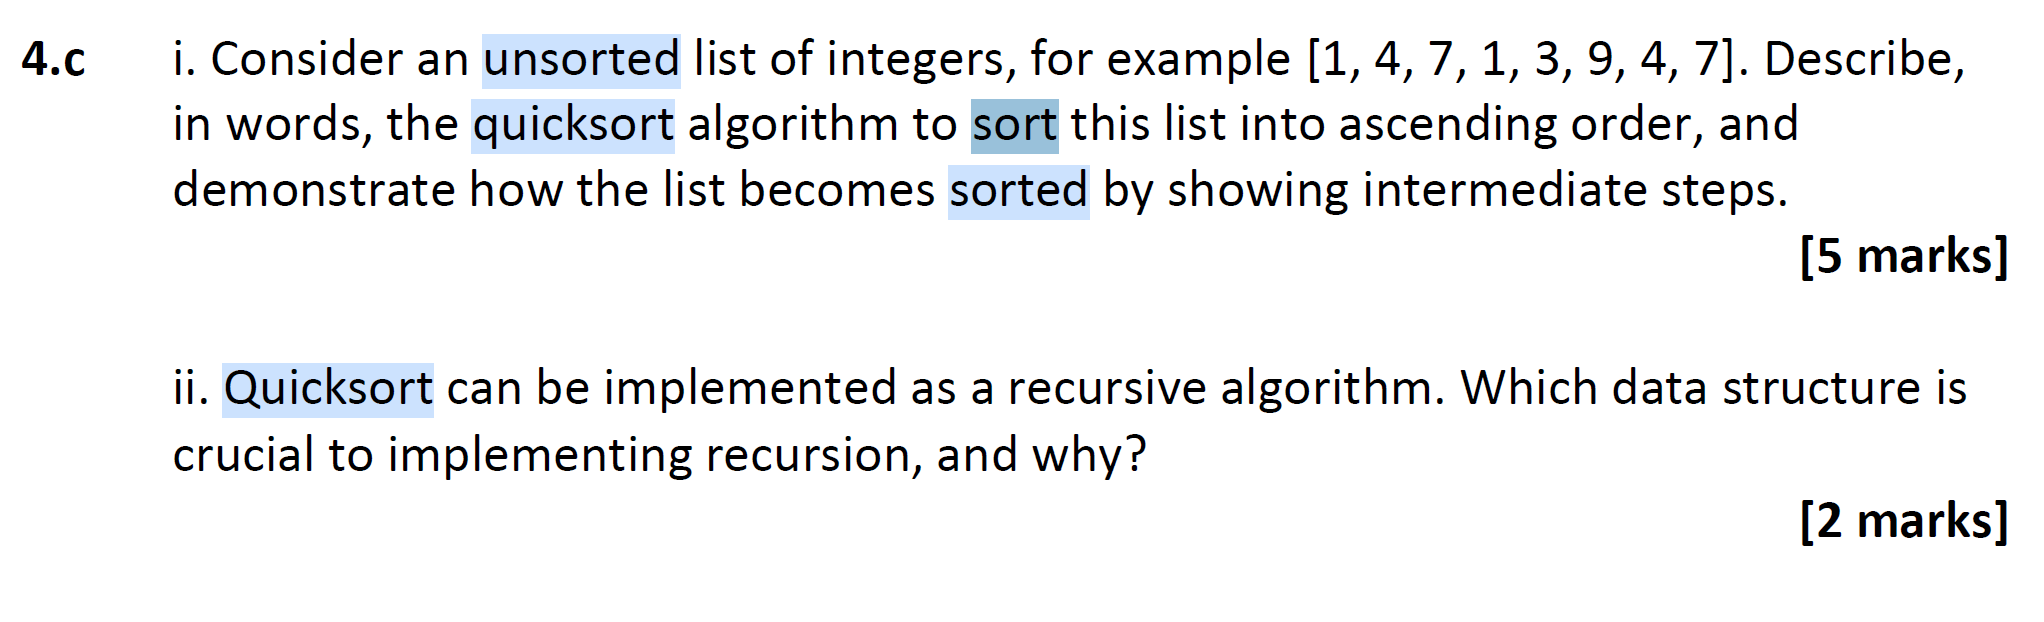 4.c i. Consider an unsorted list of integers, for example [1, 4, 7, 1, 3, 9, 4, 7]. Describe,
in words, the quicksort algorithm to sort this list into ascending order, and
demonstrate how the list becomes sorted by showing intermediate steps.
[5 marks]
ii. Quicksort can be implemented as a recursive algorithm. Which data structure is
crucial to implementing recursion, and why?
[2 marks]